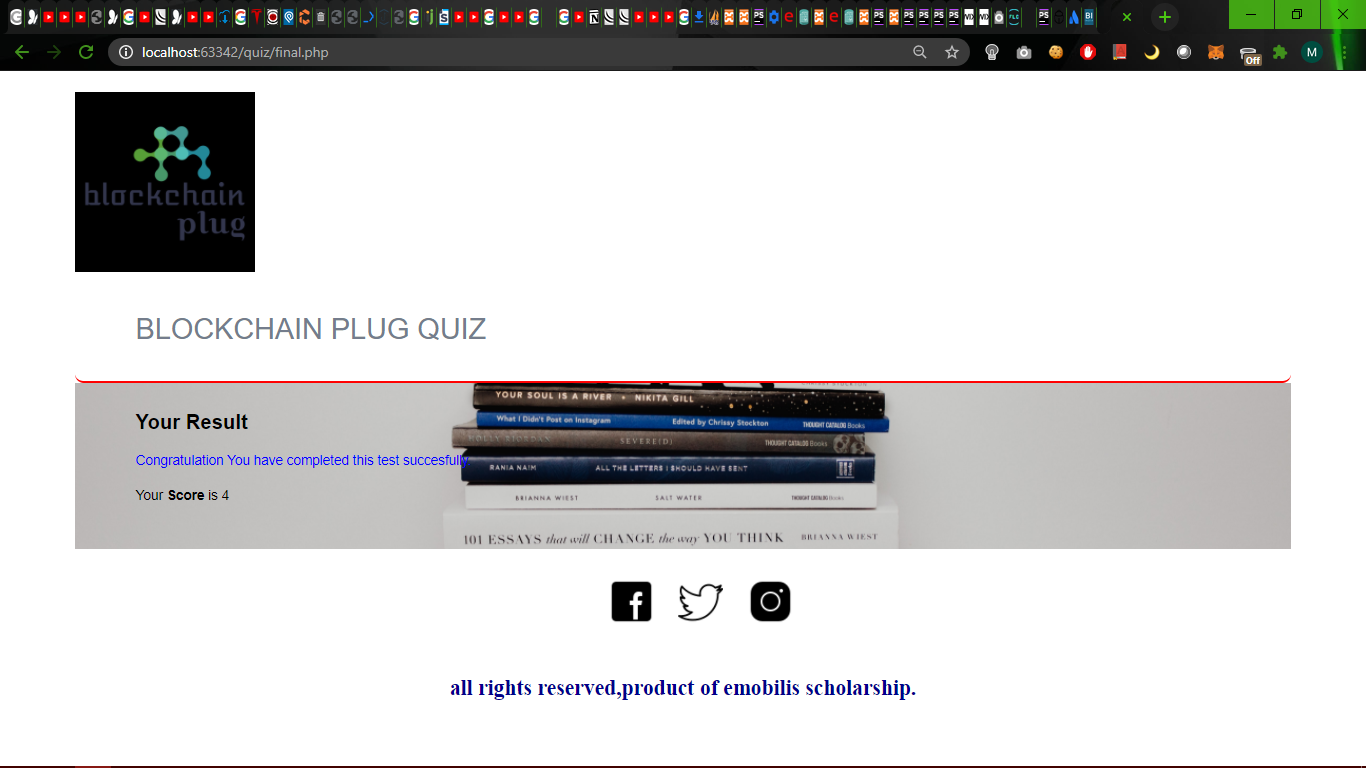 localhost:63342/quiz/final.php
Off
M
blockchain
plug
BLOCKCHAIN PLUG QUIZ
YOUR SOUL IS A RIVER • NIKITA GILL
What I Didn't Post on Instagram Edited by Chrissy Stockton THOUGHT CATALOG Books
HOLLY RIORDAN SEVERE(D) THOUGHT CATALOG Books
RANIA NAIM ALL THE LETTERS I SHOULD HAVE SENT
BRIANNA WIEST SALT WATER THOUGHT CATALOG Books
101 ESSAYS that will CHANGE the way YOU THINK BRIANNA WIEST
Your Result
Congratulation You have completed this test succesfully
Your Score is 4
all rights reserved,product of emobilis scholarship.